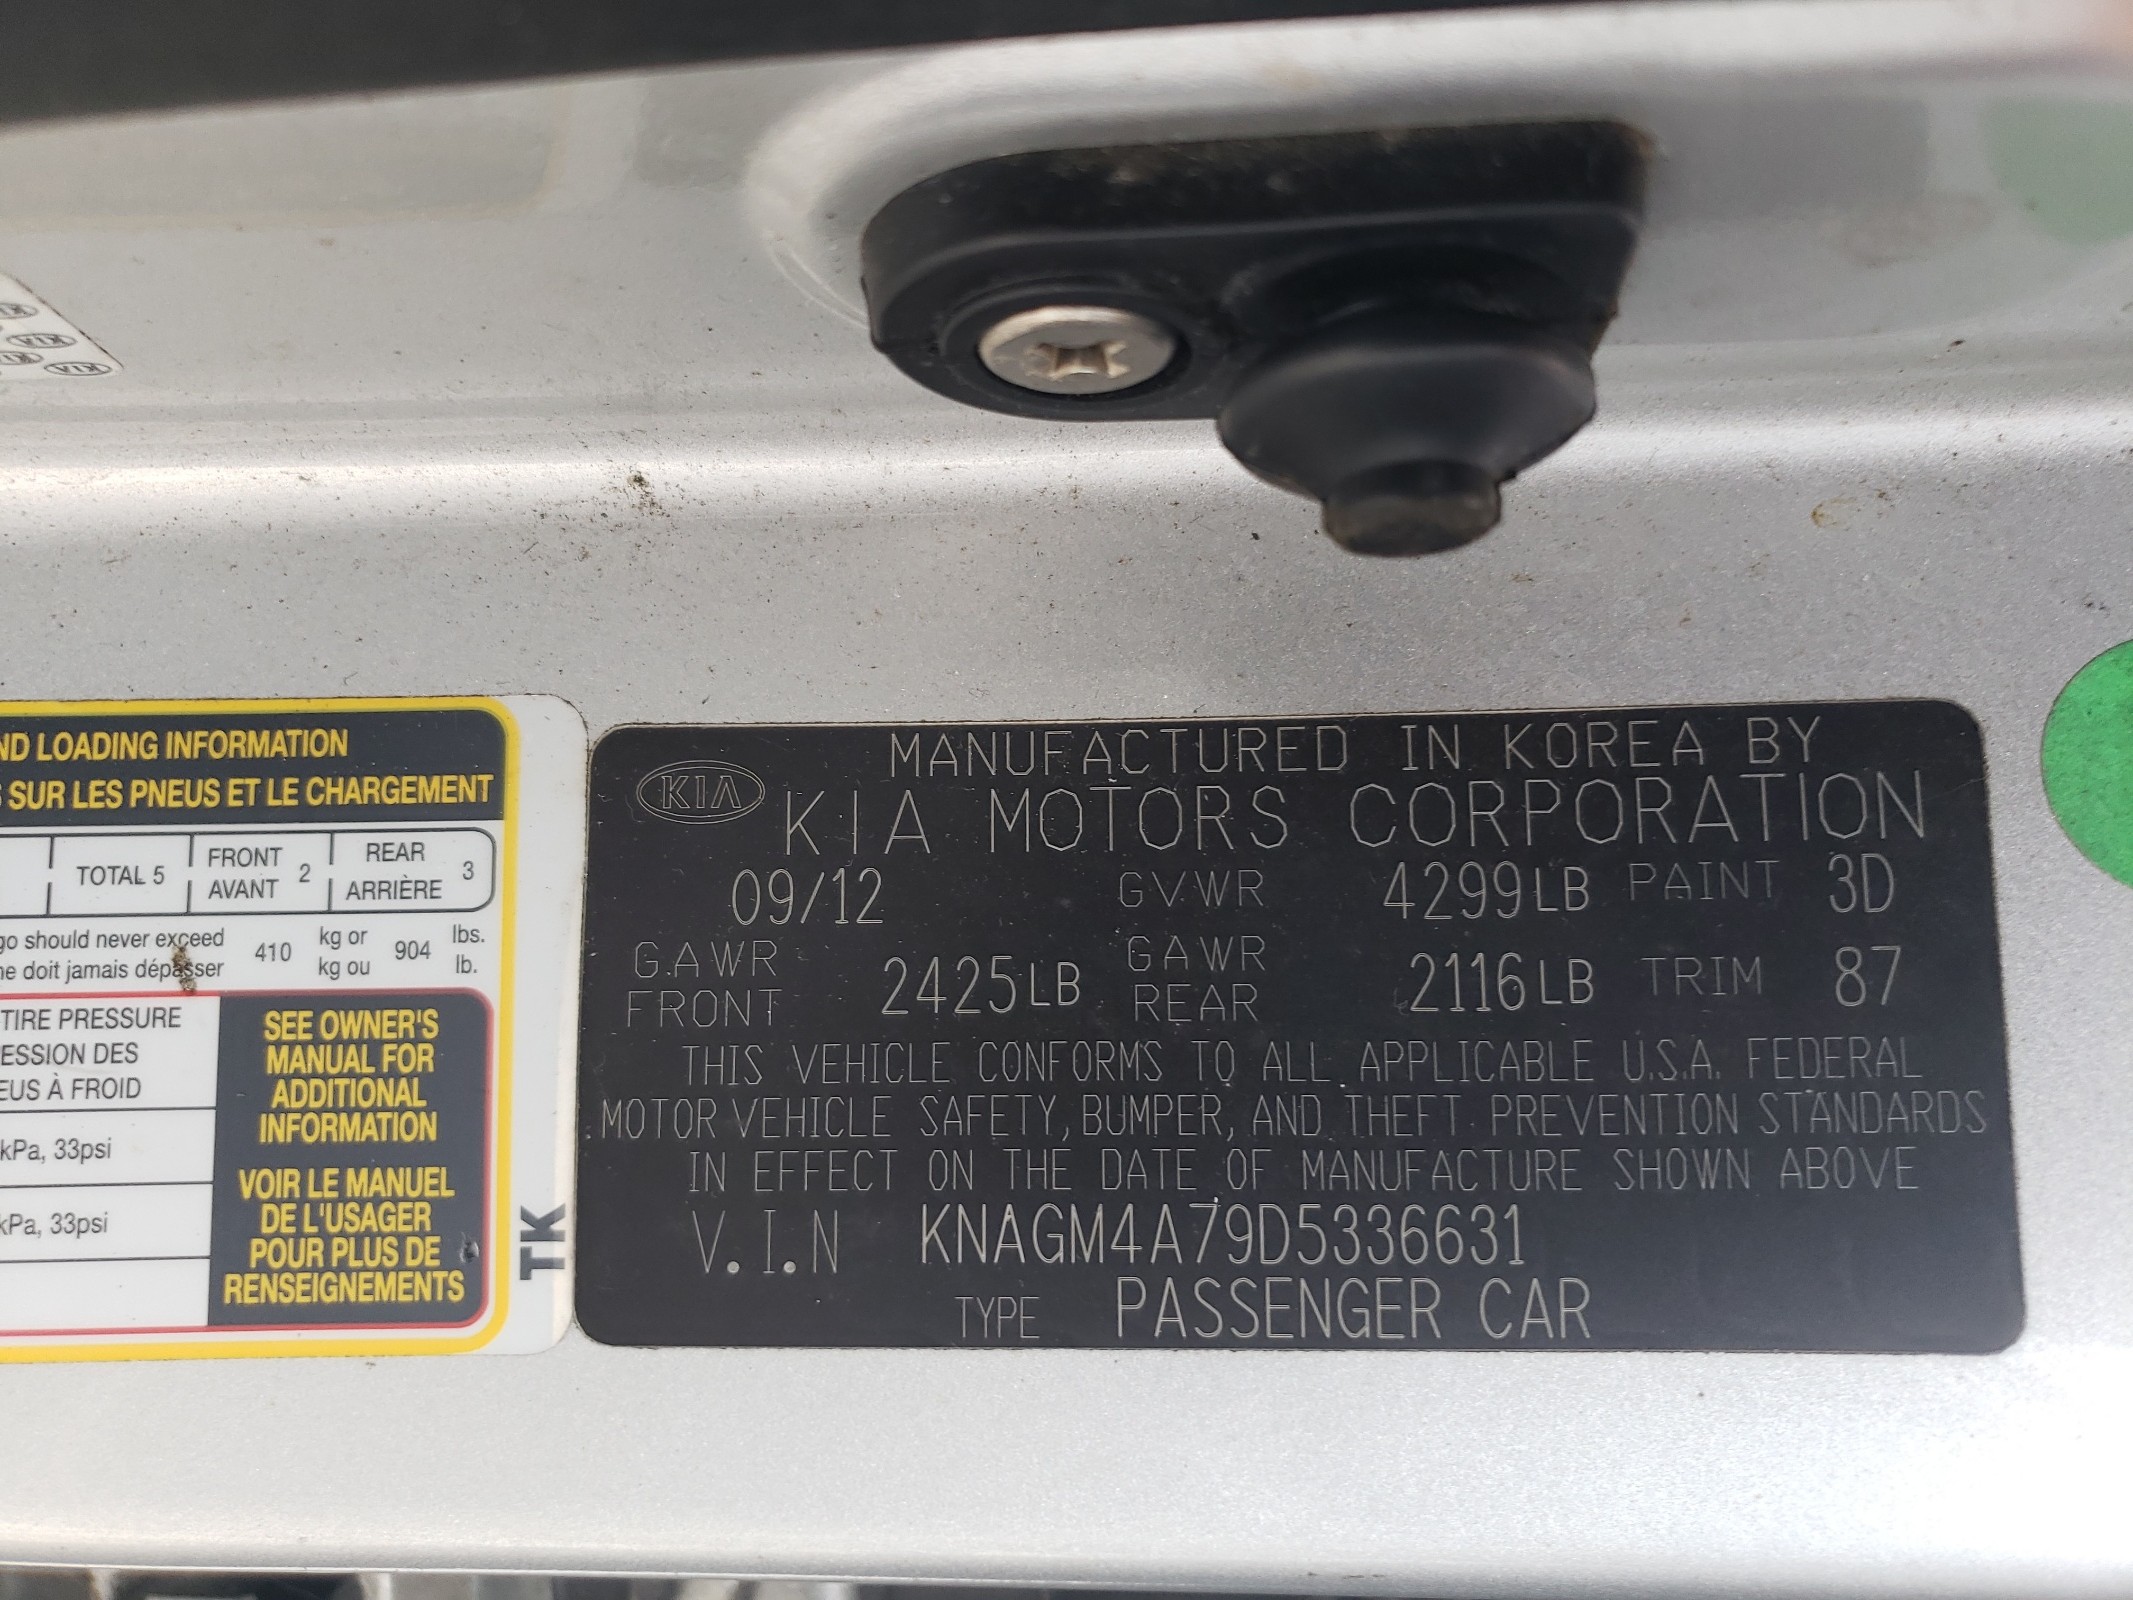 KIA
KIA
ND LOADING INFORMATION
SUR LES PNEUS ET LE CHARGEMENT
TOTAL 5
FRONT
AVANT
2
REAR
ARRIÈRE
3
go should never exceed
ne doit jamais dépasser
410
kg or
kg ou
904
lbs.
lb.
TIRE PRESSURE
ESSION DES
EUS À FROID
kPa, 33psi
kPa, 33psi
SEE OWNER'S
MANUAL FOR
ADDITIONAL
INFORMATION
VOIR LE MANUEL
DE L'USAGER
POUR PLUS DE
RENSEIGNEMENTS
TK
KIA
MANUFACTURED IN KOREA BY
KIA MOTORS CORPORATION
09/12 GVWR 4299LB PAINT 3D
GAWR FRONT 2425LB GAWR REAR 2116LB TRIM 87
THIS VEHICLE CONFORMS TO ALL APPLICABLE U.S.A. FEDERAL
MOTOR VEHICLE SAFETY, BUMPER, AND THEFT PREVENTION STANDARDS
IN EFFECT ON THE DATE OF MANUFACTURE SHOWN ABOVE
V.I.N KNAGM4A79D5336631
TYPE PASSENGER CAR